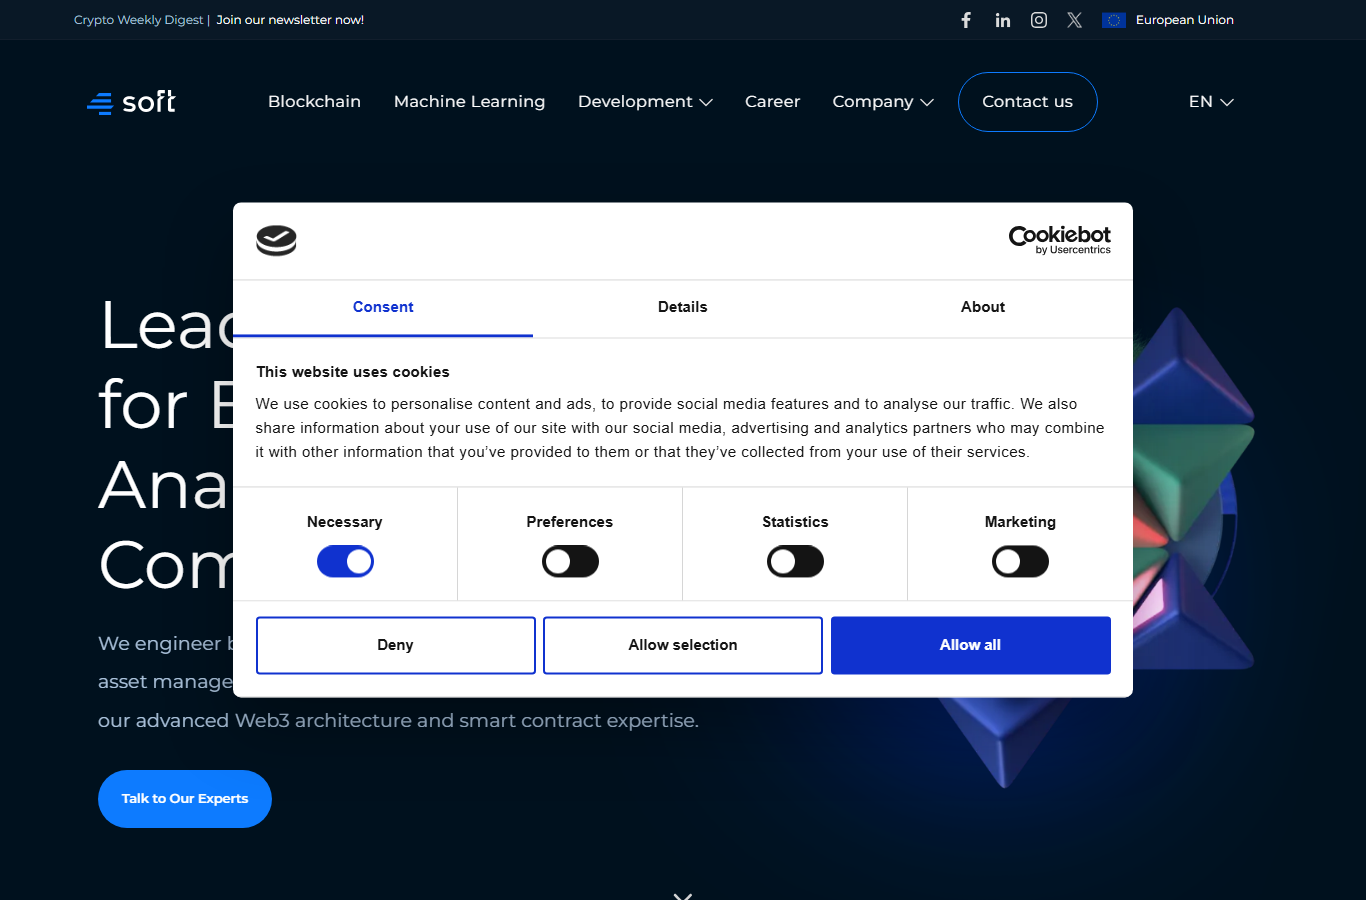 Crypto Weekly Digest | Join our newsletter now!
European Union
soft
Blockchain
Machine Learning
Development
Career
Company
Contact us
EN
Cookiebot
by Usercentrics
Consent
Details
About
This website uses cookies
We use cookies to personalise content and ads, to provide social media features and to analyse our traffic. We also
share information about your use of our site with our social media, advertising and analytics partners who may combine
it with other information that you've provided to them or that they've collected from your use of their services.
Necessary
Preferences
Statistics
Marketing
Deny
Allow selection
Allow all
for
We engineer
our advanced Web3 architecture and smart contract expertise.
Talk to Our Experts